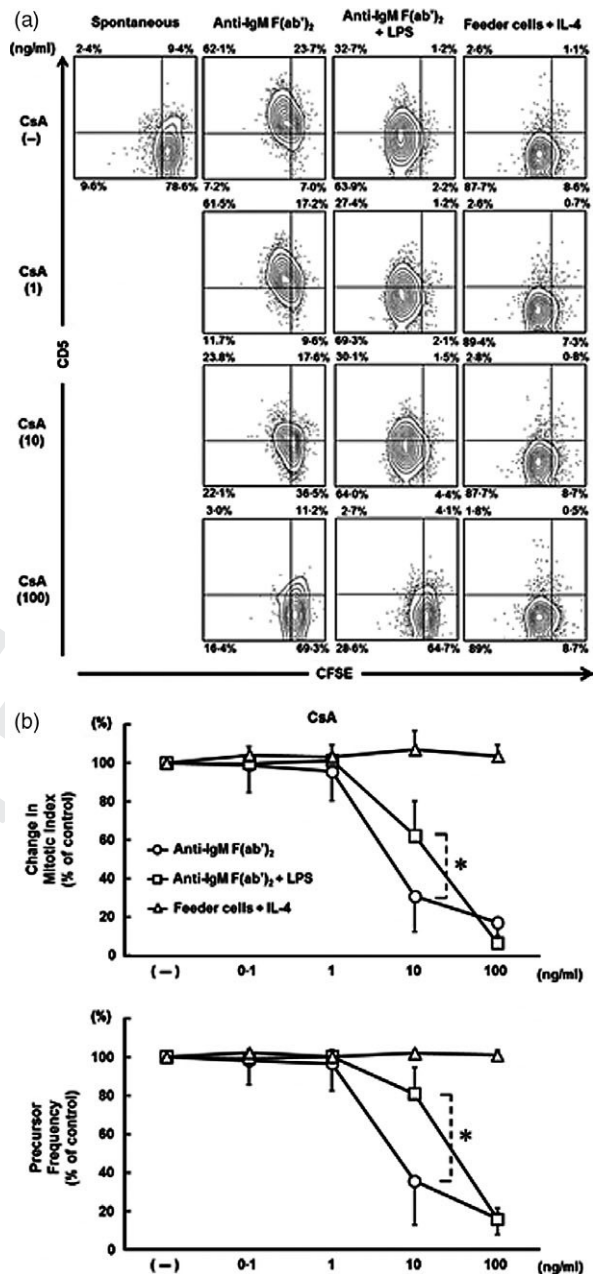 (a)
Spontaneous Anti-IgM F(ab')₂ Anti-IgM F(ab')₂ + LPS Feeder cells + IL-4
(ng/ml) 2·4% 9·4% 62·1% 23·7% 32·7% 1·2% 2·6% 1·1%
CsA (–)
9·6% 78·6% 7·2% 7·0% 63·9% 2·2% 87·7% 8·6%
61·5% 17·2% 27·4% 1·2% 2·6% 0·7%
CsA (1)
11.7% 9·6% 69·3% 2·1% 89·4% 7·3%
CD5
23.8% 17·6% 30·1% 1·5% 2·8% 0·8%
CsA (10)
22·1% 36·5% 64·0% 4·4% 87·7% 8·7%
3·0% 11·2% 2·7% 4·1% 1·8% 0·5%
CsA (100)
16·4% 69·3% 28·6% 64·7% 89% 8·7%
CFSE
(b)
CsA
(%)
100
80
60
40
20
0
Change in Mitotic Index (% of control)
Anti-IgM F(ab')₂
Anti-IgM F(ab')₂ + LPS
Feeder cells + IL-4
*
(–) 0·1 1 10 100 (ng/ml)
(%)
100
80
60
40
20
0
Precursor Frequency (% of control)
*
(–) 0·1 1 10 100 (ng/ml)